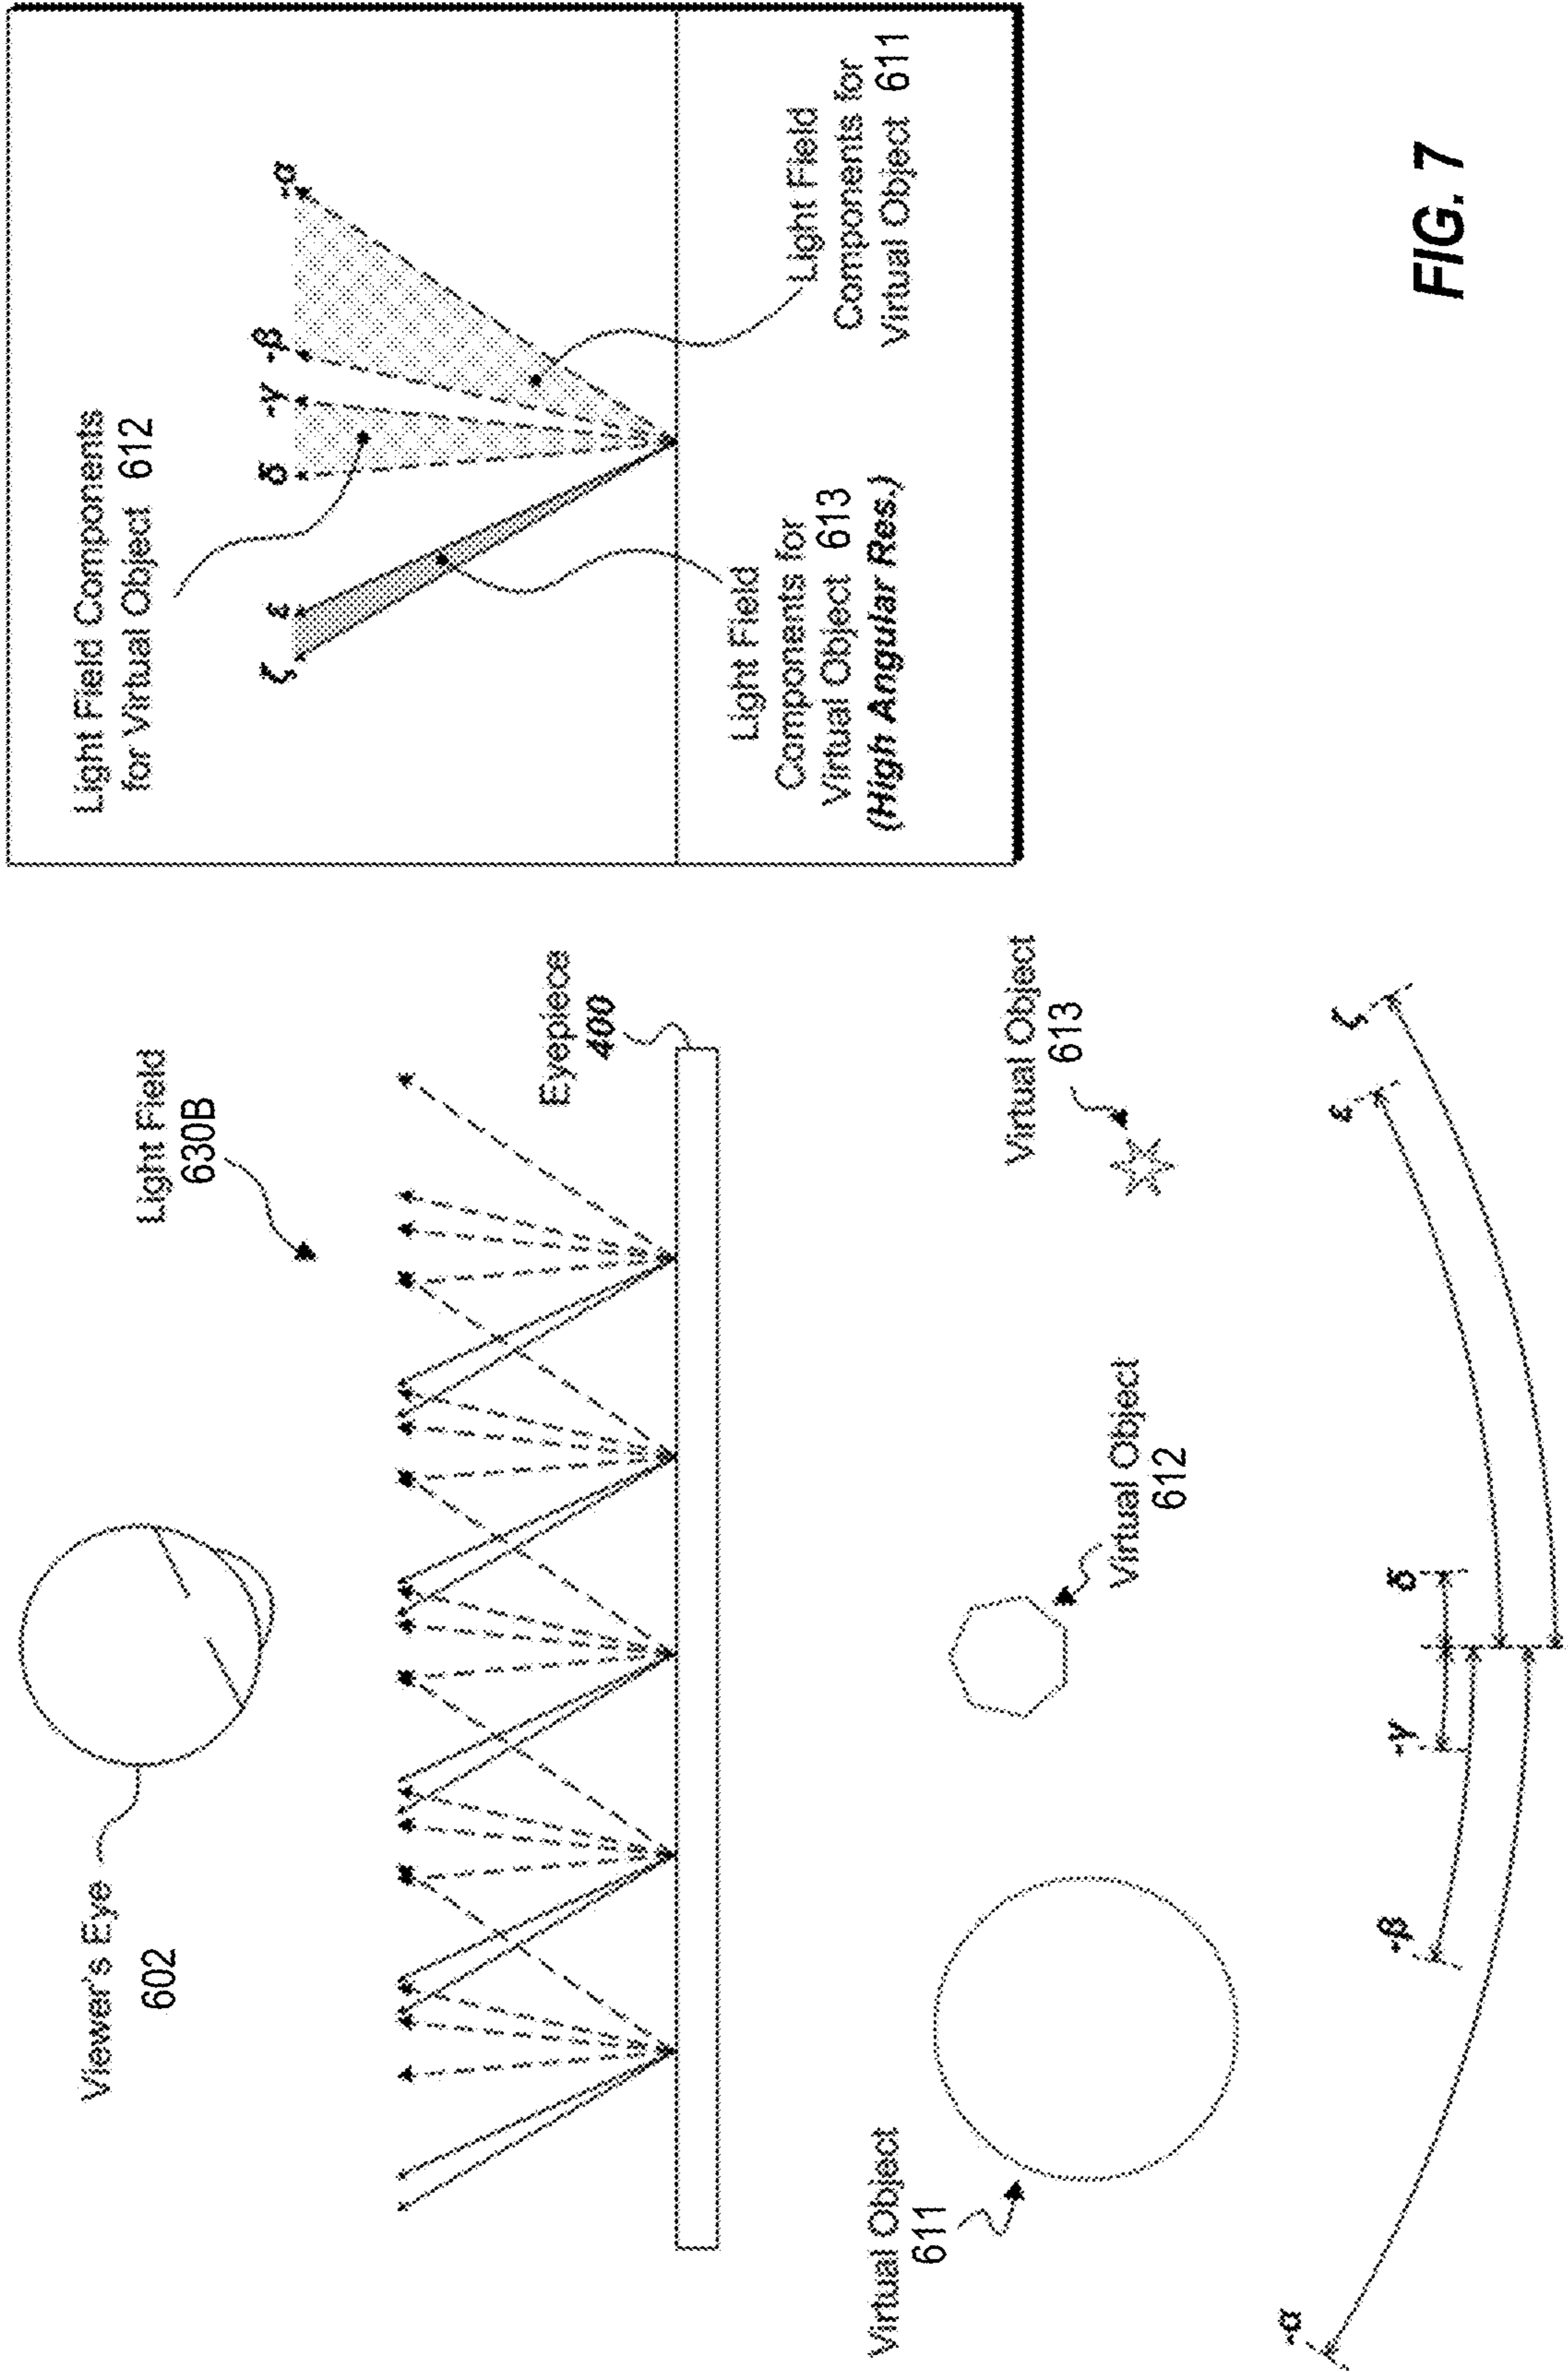 Viewer's Eye
602
Light Field
630B
Eyepiece
400
Virtual Object
611
Virtual Object
612
Virtual Object
613
-α
-β
-γ
δ
ε
ζ
Light Field Components
for Virtual Object 612
ζ
ε
δ
-γ
-β
-α
Light Field
Components for
Virtual Object 613
(High Angular Res.)
Light Field
Components for
Virtual Object 611
FIG. 7